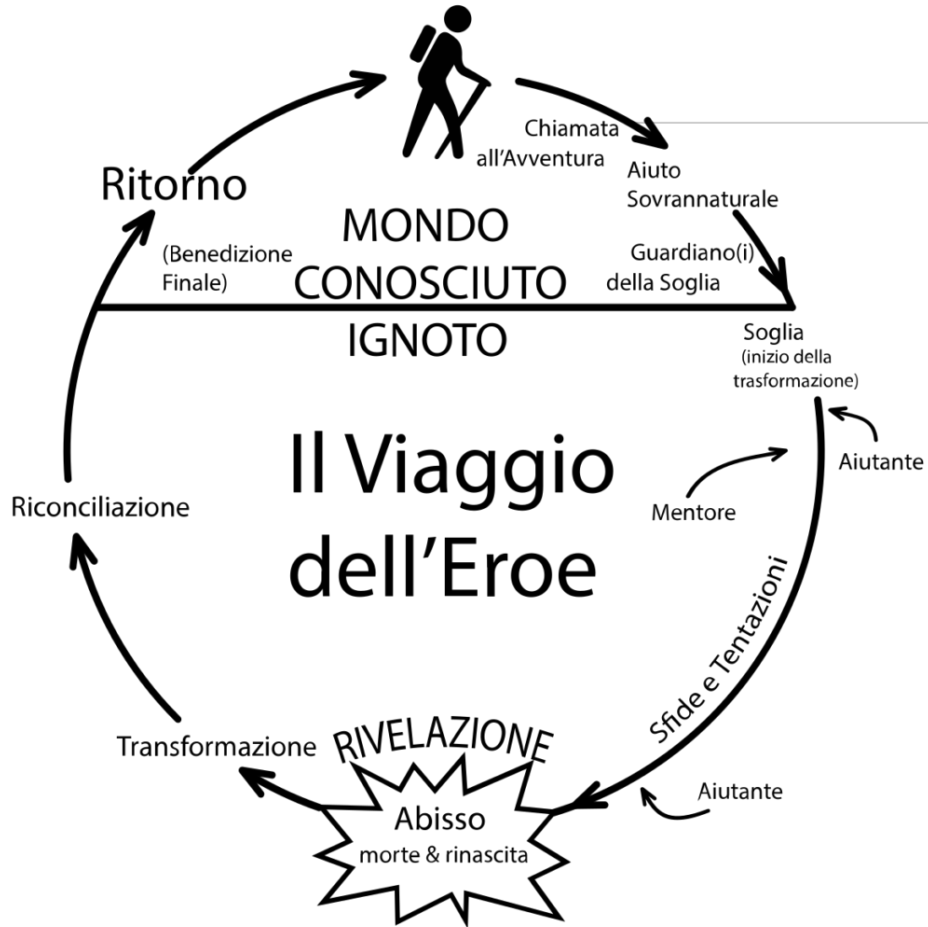 Chiamata
all'Avventura
Aiuto
Sovrannaturale
Ritorno
MONDO
CONOSCIUTO
(Benedizione
Finale)
Guardiano(i)
della Soglia
IGNOTO
Soglia
(inizio della
trasformazione)
Il Viaggio
dell'Eroe
Aiutante
Mentore
Riconciliazione
Sfide e Tentazioni
Transformazione
RIVELAZIONE
Abisso
morte & rinascita
Aiutante